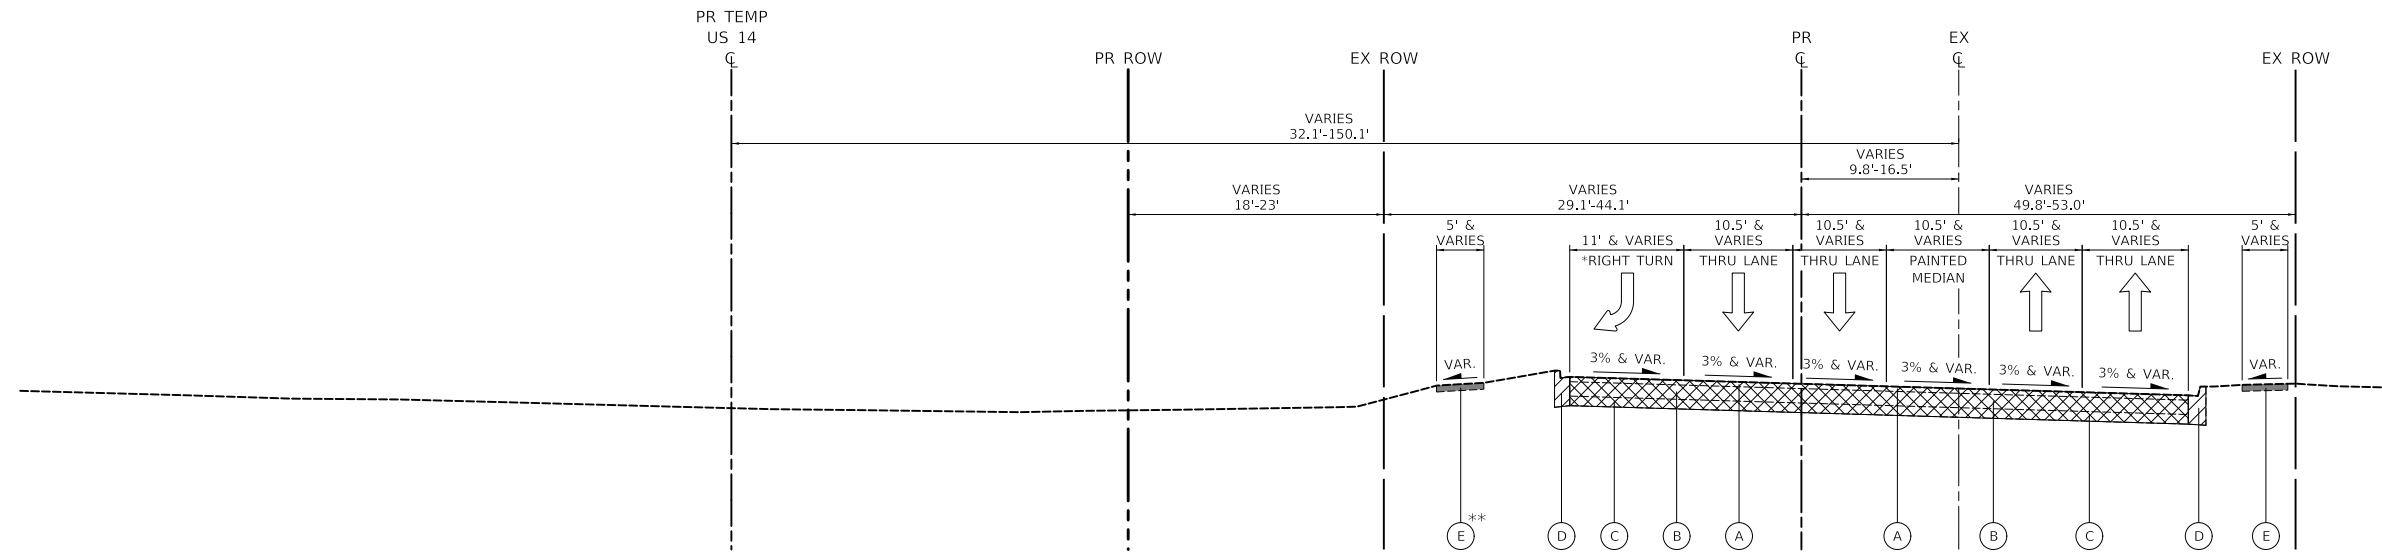 PR TEMP
US 14
℄
PR ROW
EX ROW
PR
℄
EX
℄
EX ROW
VARIES
32.1'-150.1'
VARIES
9.8'-16.5'
VARIES
18'-23'
VARIES
29.1'-44.1'
VARIES
49.8'-53.0'
5' &
VARIES
11' & VARIES
*RIGHT TURN
10.5' &
VARIES
THRU LANE
10.5' &
VARIES
THRU LANE
10.5' &
VARIES
PAINTED
MEDIAN
10.5' &
VARIES
THRU LANE
10.5' &
VARIES
THRU LANE
5' &
VARIES
VAR.
3% & VAR.
3% & VAR.
3% & VAR.
3% & VAR.
3% & VAR.
3% & VAR.
VAR.
E **
D
C
B
A
A
B
C
D
E